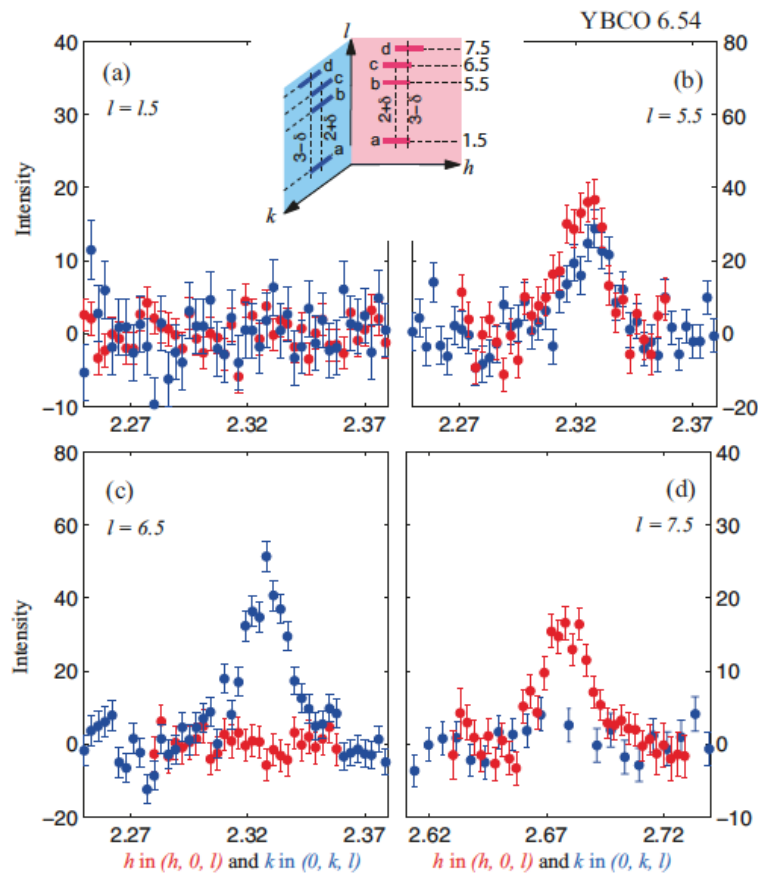 YBCO 6.54
40
30
20
10
0
−10
Intensity
(a)
l = l.5
2.27
2.32
2.37
l
d
c
b
a
3−δ
2+δ
k
d
c
b
a
2+δ
3−δ
7.5
6.5
5.5
1.5
h
(b)
l = 5.5
80
60
40
20
0
−20
2.27
2.32
2.37
80
60
40
20
0
−20
Intensity
(c)
l = 6.5
2.27
2.32
2.37
h in (h, 0, l) and k in (0, k, l)
(d)
l = 7.5
40
30
20
10
0
−10
2.62
2.67
2.72
h in (h, 0, l) and k in (0, k, l)